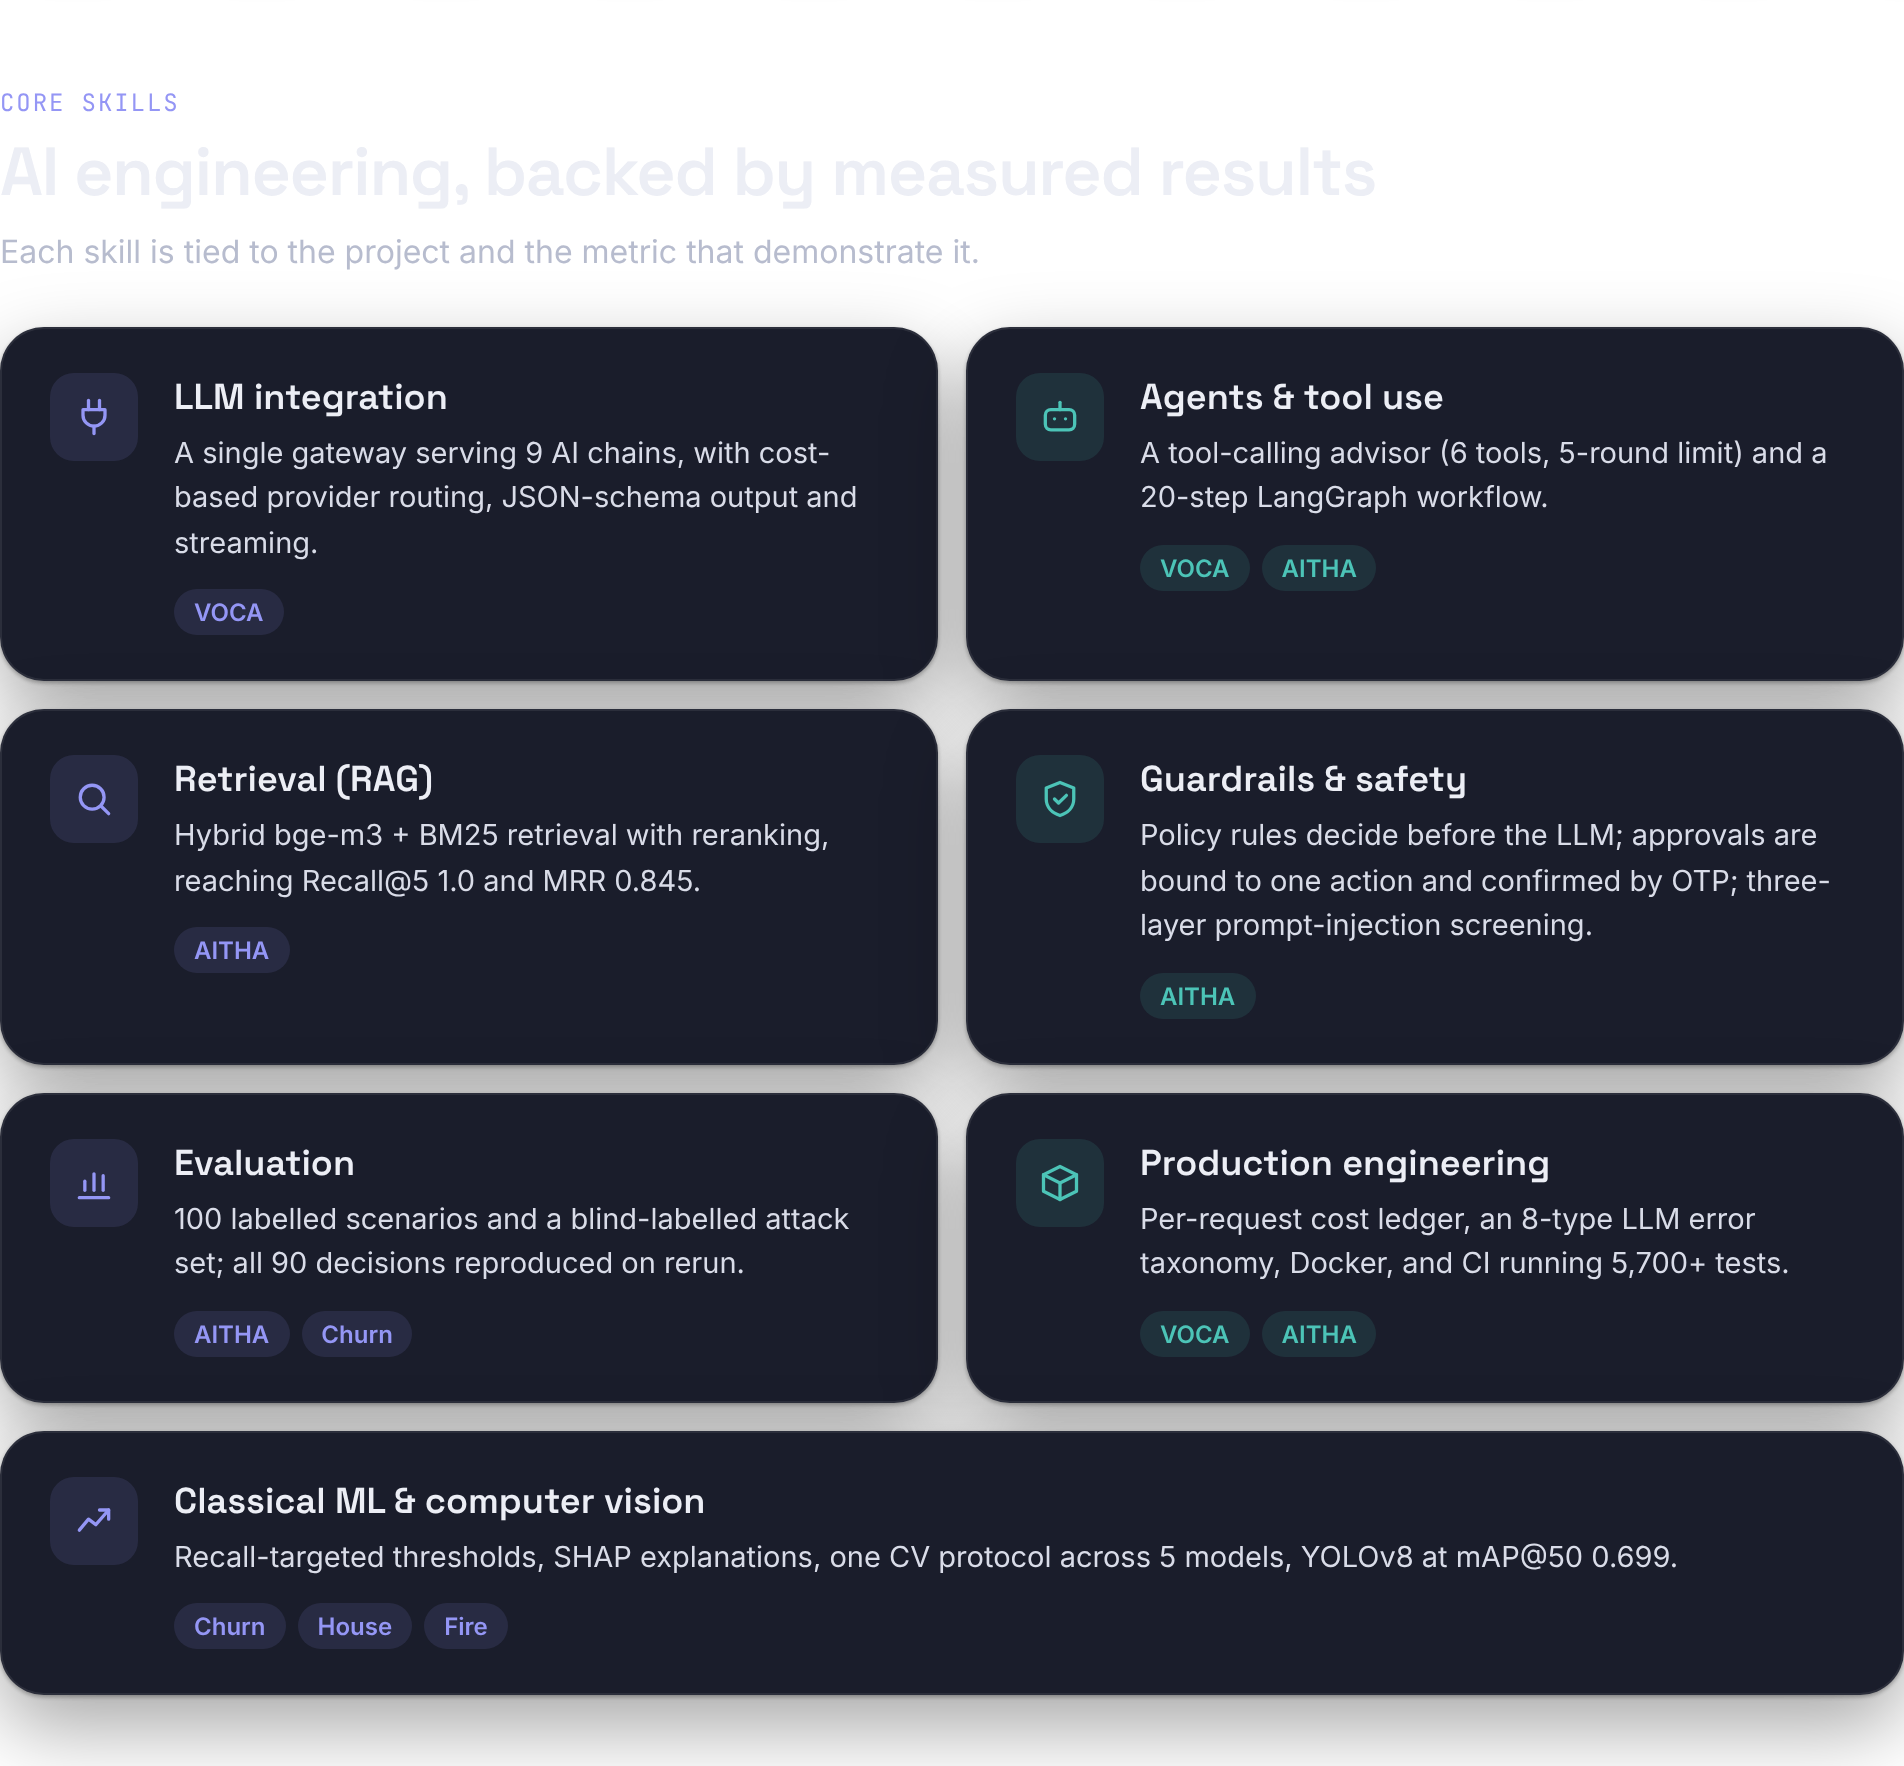 CORE SKILLS
AI engineering, backed by measured results
Each skill is tied to the project and the metric that demonstrate it.
LLM integration
A single gateway serving 9 AI chains, with cost-
based provider routing, JSON-schema output and
streaming.
VOCA
Agents & tool use
A tool-calling advisor (6 tools, 5-round limit) and a
20-step LangGraph workflow.
VOCA AITHA
Retrieval (RAG)
Hybrid bge-m3 + BM25 retrieval with reranking,
reaching Recall@5 1.0 and MRR 0.845.
AITHA
Guardrails & safety
Policy rules decide before the LLM; approvals are
bound to one action and confirmed by OTP; three-
layer prompt-injection screening.
AITHA
Evaluation
100 labelled scenarios and a blind-labelled attack
set; all 90 decisions reproduced on rerun.
AITHA Churn
Production engineering
Per-request cost ledger, an 8-type LLM error
taxonomy, Docker, and CI running 5,700+ tests.
VOCA AITHA
Classical ML & computer vision
Recall-targeted thresholds, SHAP explanations, one CV protocol across 5 models, YOLOv8 at mAP@50 0.699.
Churn House Fire